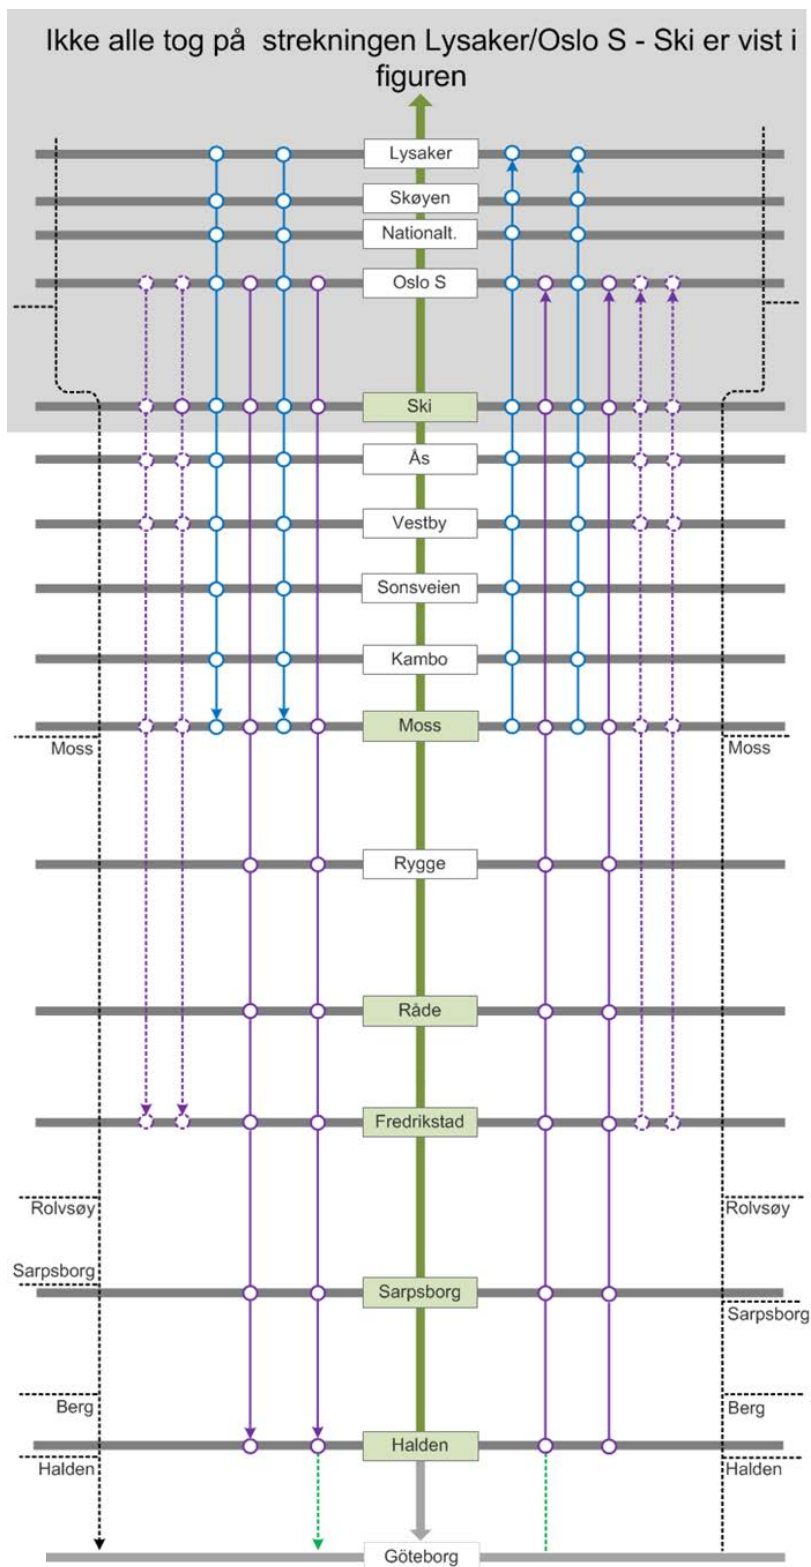 Ikke alle tog på strekningen Lysaker/Oslo S - Ski er vist i
figuren
Lysaker
Skøyen
Nationalt.
Oslo S
Ski
Ås
Vestby
Sonsveien
Kambo
Moss
Moss
Moss
Rygge
Råde
Fredrikstad
Rolvsøy
Rolvsøy
Sarpsborg
Sarpsborg
Sarpsborg
Berg
Berg
Halden
Halden
Halden
Göteborg